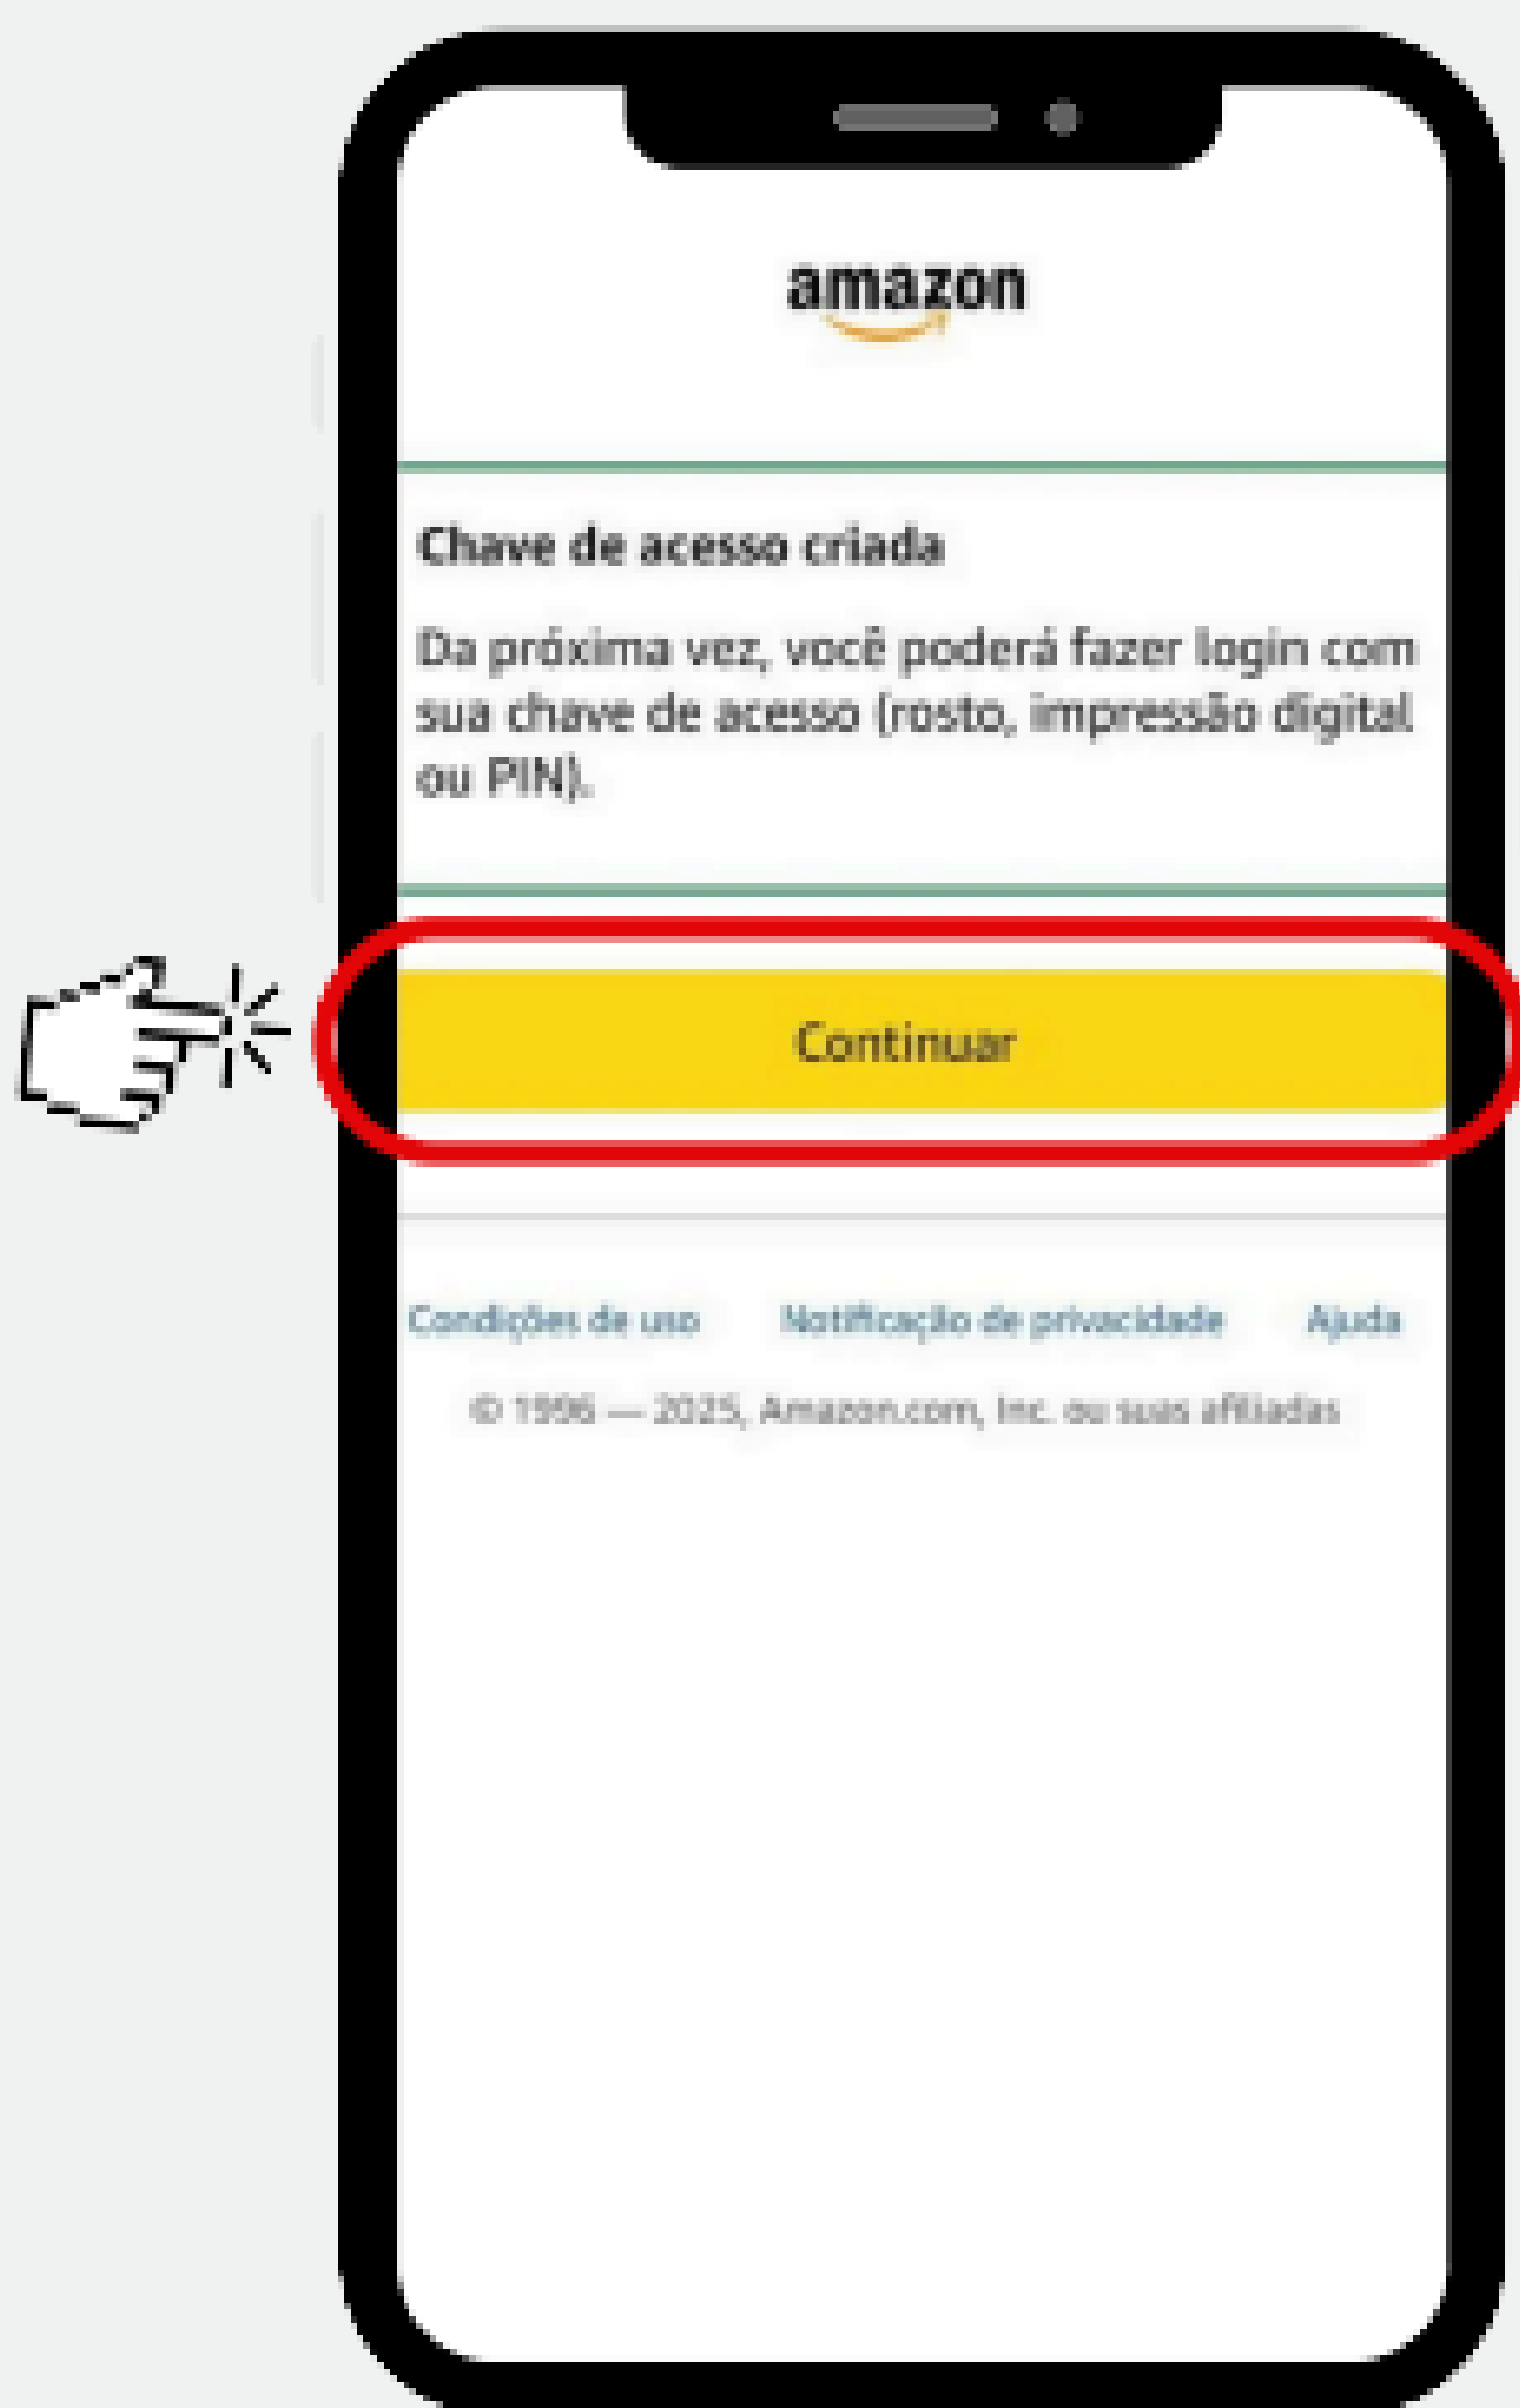 amazon
Chave de acesso criada
Da próxima vez, você poderá fazer login com
sua chave de acesso (rosto, impressão digital
ou PIN).
Continuar
Condições de uso Notificação de privacidade Ajuda
© 1996 — 2025, Amazon.com, Inc. ou suas afiliadas